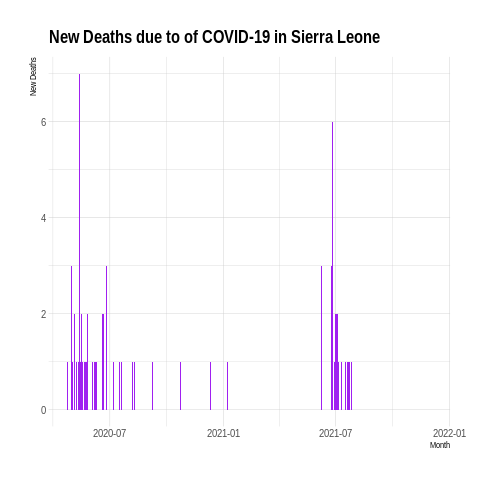 New Deaths due to of COVID-19 in Sierra Leone
New Deaths
6
4
2
0
2020-07
2021-01
2021-07
2022-01
Month